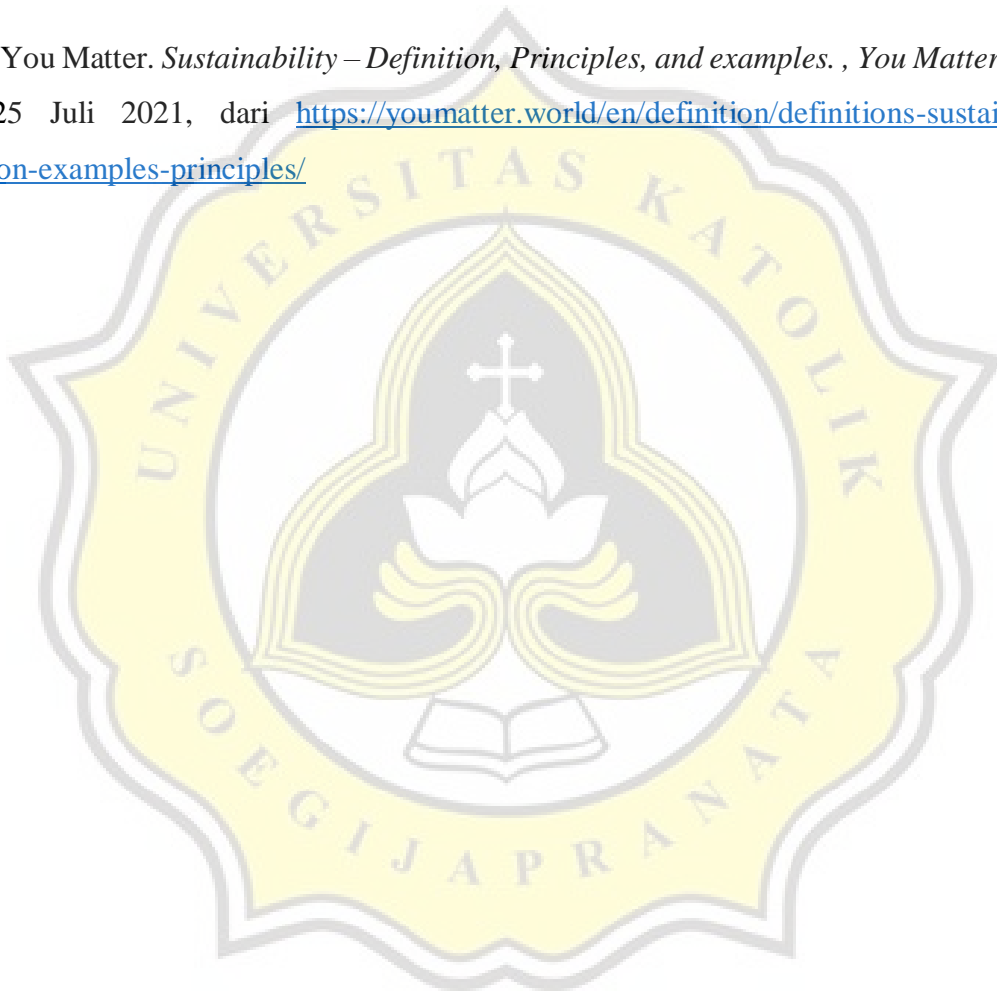 You Matter. Sustainability – Definition, Principles, and examples. , You Matter
25 Juli 2021, dari https://youmatter.world/en/definition/definitions-sustai
on-examples-principles/
UNIVERSITAS KATOLIK
SOEGIJAPRANATA